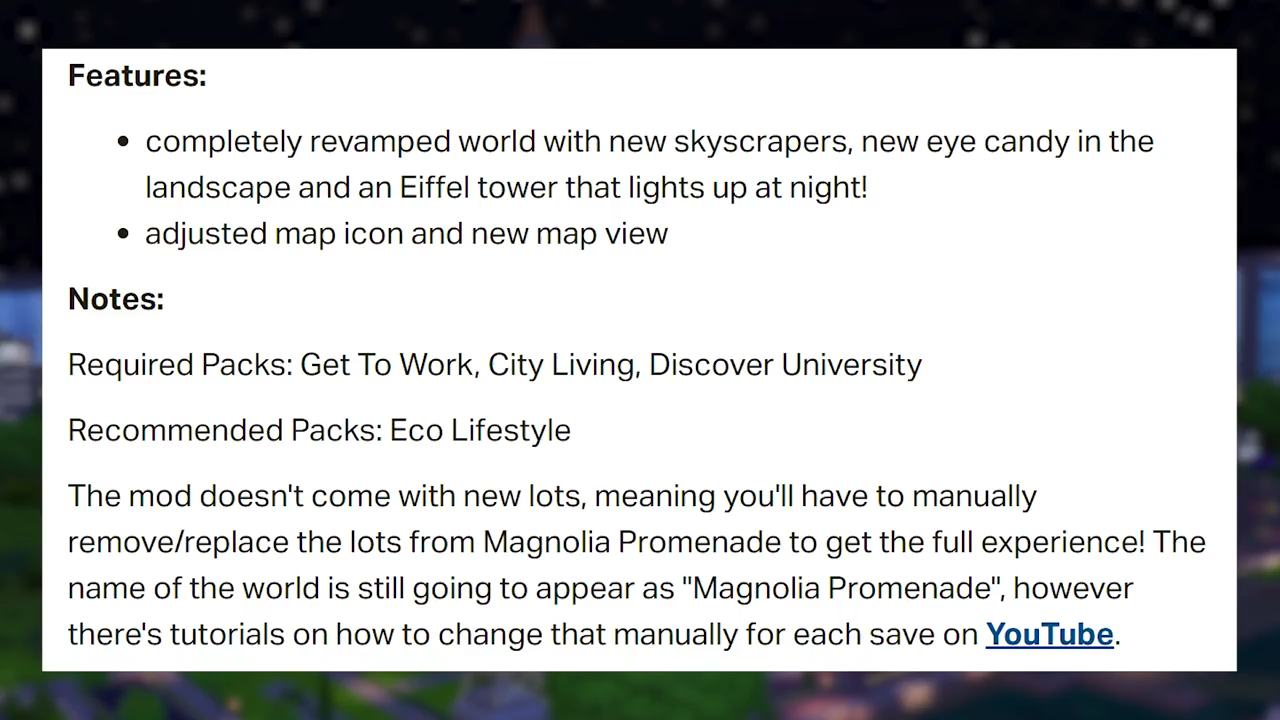 Features:
• completely revamped world with new skyscrapers, new eye candy in the
landscape and an Eiffel tower that lights up at night!
• adjusted map icon and new map view
Notes:
Required Packs: Get To Work, City Living, Discover University
Recommended Packs: Eco Lifestyle
The mod doesn't come with new lots, meaning you'll have to manually
remove/replace the lots from Magnolia Promenade to get the full experience! The
name of the world is still going to appear as "Magnolia Promenade", however
there's tutorials on how to change that manually for each save on YouTube.